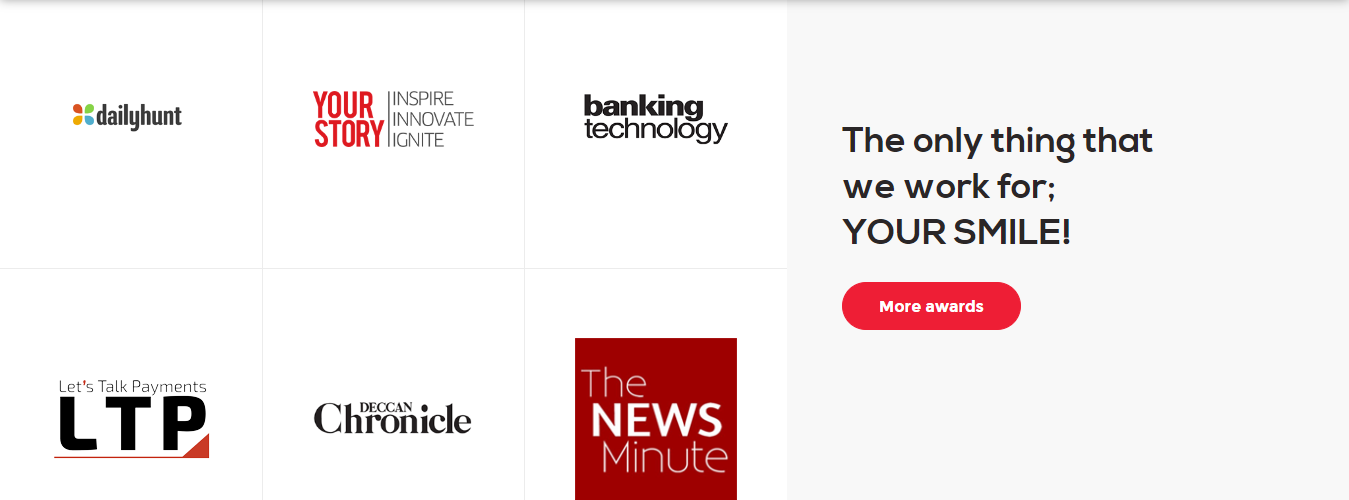 dailyhunt
YOUR
STORY
INSPIRE
INNOVATE
IGNITE
banking
technology
Let's Talk Payments
LTP
DECCAN
Chronicle
The
NEWS
Minute
The only thing that
we work for;
YOUR SMILE!
More awards